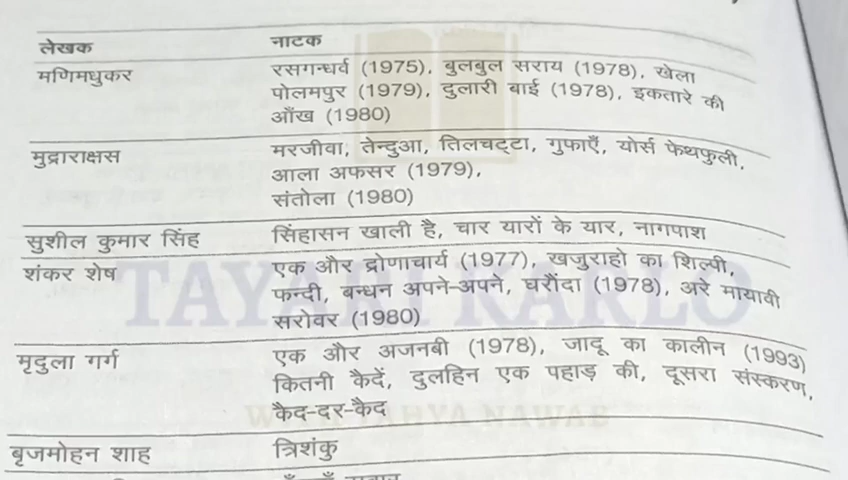 लेखक नाटक
मणिमधुकर रसगन्धर्व (1975), बुलबुल सराय (1978), खेला
पोलमपुर (1979), दुलारी बाई (1978), इकतारे की
आँख (1980)
मुद्राराक्षस मरजीवा, तेन्दुआ, तिलचट्टा, गुफाएँ, योर्स फेथफुली,
आला अफसर (1979),
संतोला (1980)
सुशील कुमार सिंह सिंहासन खाली है, चार यारों के यार, नागपाश
शंकर शेष एक और द्रोणाचार्य (1977), खजुराहो का शिल्पी,
फन्दी, बन्धन अपने-अपने, घरौंदा (1978), अरे मायावी
सरोवर (1980)
TAYARI KARLO
मृदुला गर्ग एक और अजनबी (1978), जादू का कालीन (1993)
कितनी कैदें, दुलहिन एक पहाड़ की, दूसरा संस्करण,
कैद-दर-कैद
NAWAB
बृजमोहन शाह त्रिशंकु